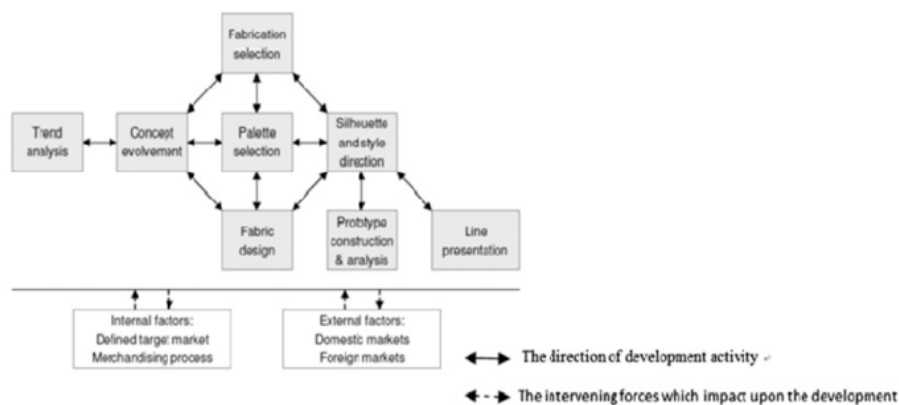 Fabrication
selection
Trend
analysis
Concept
evolvement
Palette
selection
Silhouette
and style
direction
Fabric
design
Prototype
construction
& analysis
Line
presentation
Internal factors:
Defined target market
Merchandising process
External factors:
Domestic markets
Foreign markets
The direction of development activity
The intervening forces which impact upon the development